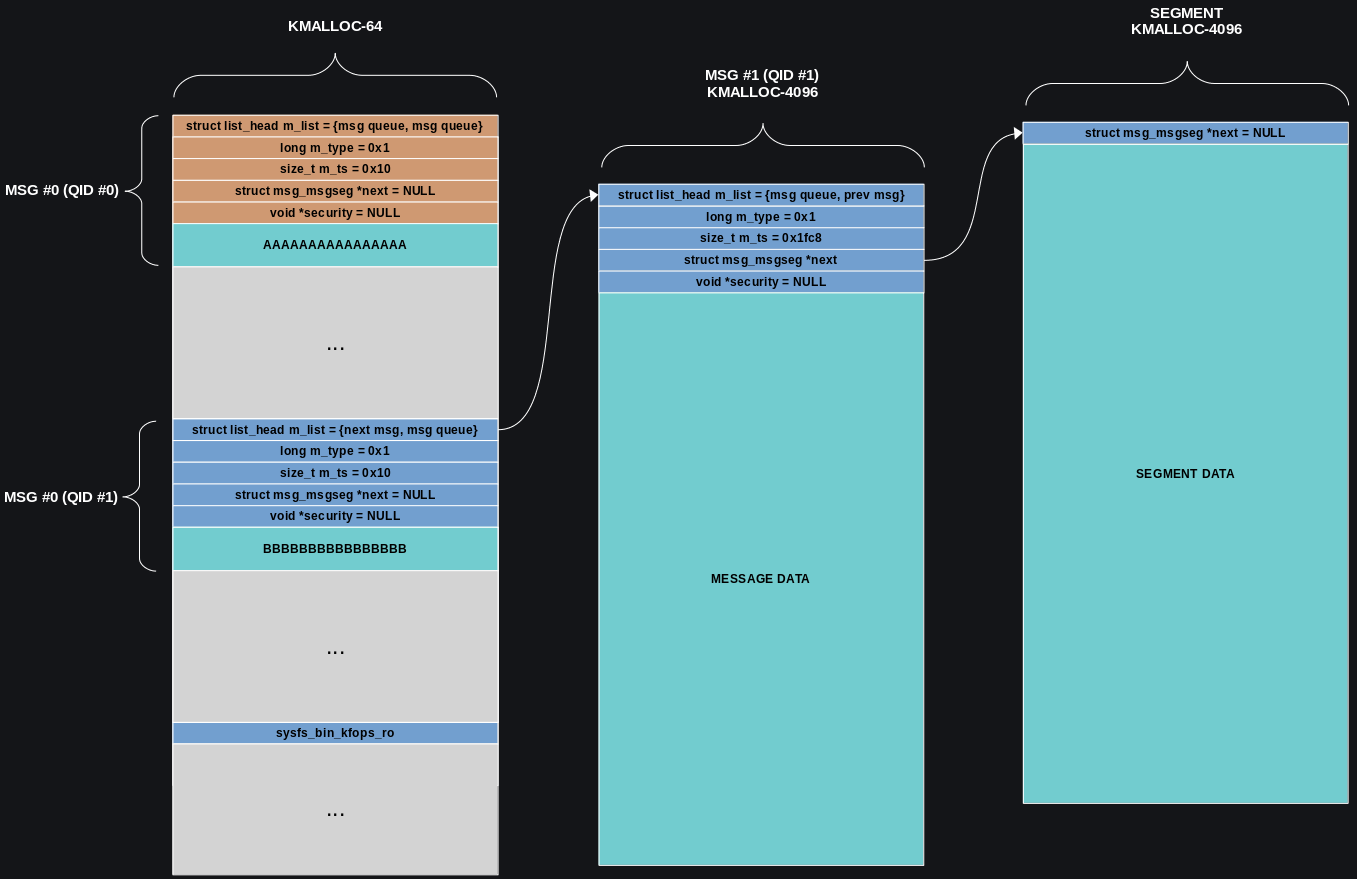 KMALLOC-64
MSG #0 (QID #0)
struct list_head m_list = {msg queue, msg queue}
long m_type = 0x1
size_t m_ts = 0x10
struct msg_msgseg *next = NULL
void *security = NULL
AAAAAAAAAAAAAAAA
...
MSG #0 (QID #1)
struct list_head m_list = {next msg, msg queue}
long m_type = 0x1
size_t m_ts = 0x10
struct msg_msgseg *next = NULL
void *security = NULL
BBBBBBBBBBBBBBBB
...
sysfs_bin_kfops_ro
...
MSG #1 (QID #1)
KMALLOC-4096
struct list_head m_list = {msg queue, prev msg}
long m_type = 0x1
size_t m_ts = 0x1fc8
struct msg_msgseg *next
void *security = NULL
MESSAGE DATA
SEGMENT
KMALLOC-4096
struct msg_msgseg *next = NULL
SEGMENT DATA